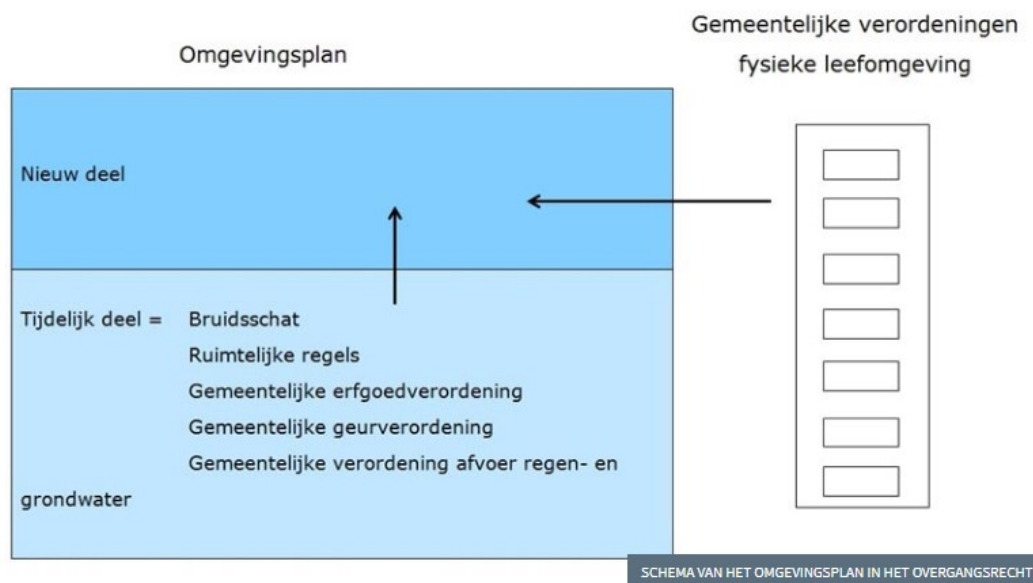 Omgevingsplan
Gemeentelijke verordeningen
fysieke leefomgeving
Nieuw deel
Tijdelijk deel = Bruidsschat
Ruimtelijke regels
Gemeentelijke erfgoedverordening
Gemeentelijke geurverordening
Gemeentelijke verordening afvoer regen- en
grondwater
SCHEMA VAN HET OMGEVINGSPLAN IN HET OVERGANGSRECHT